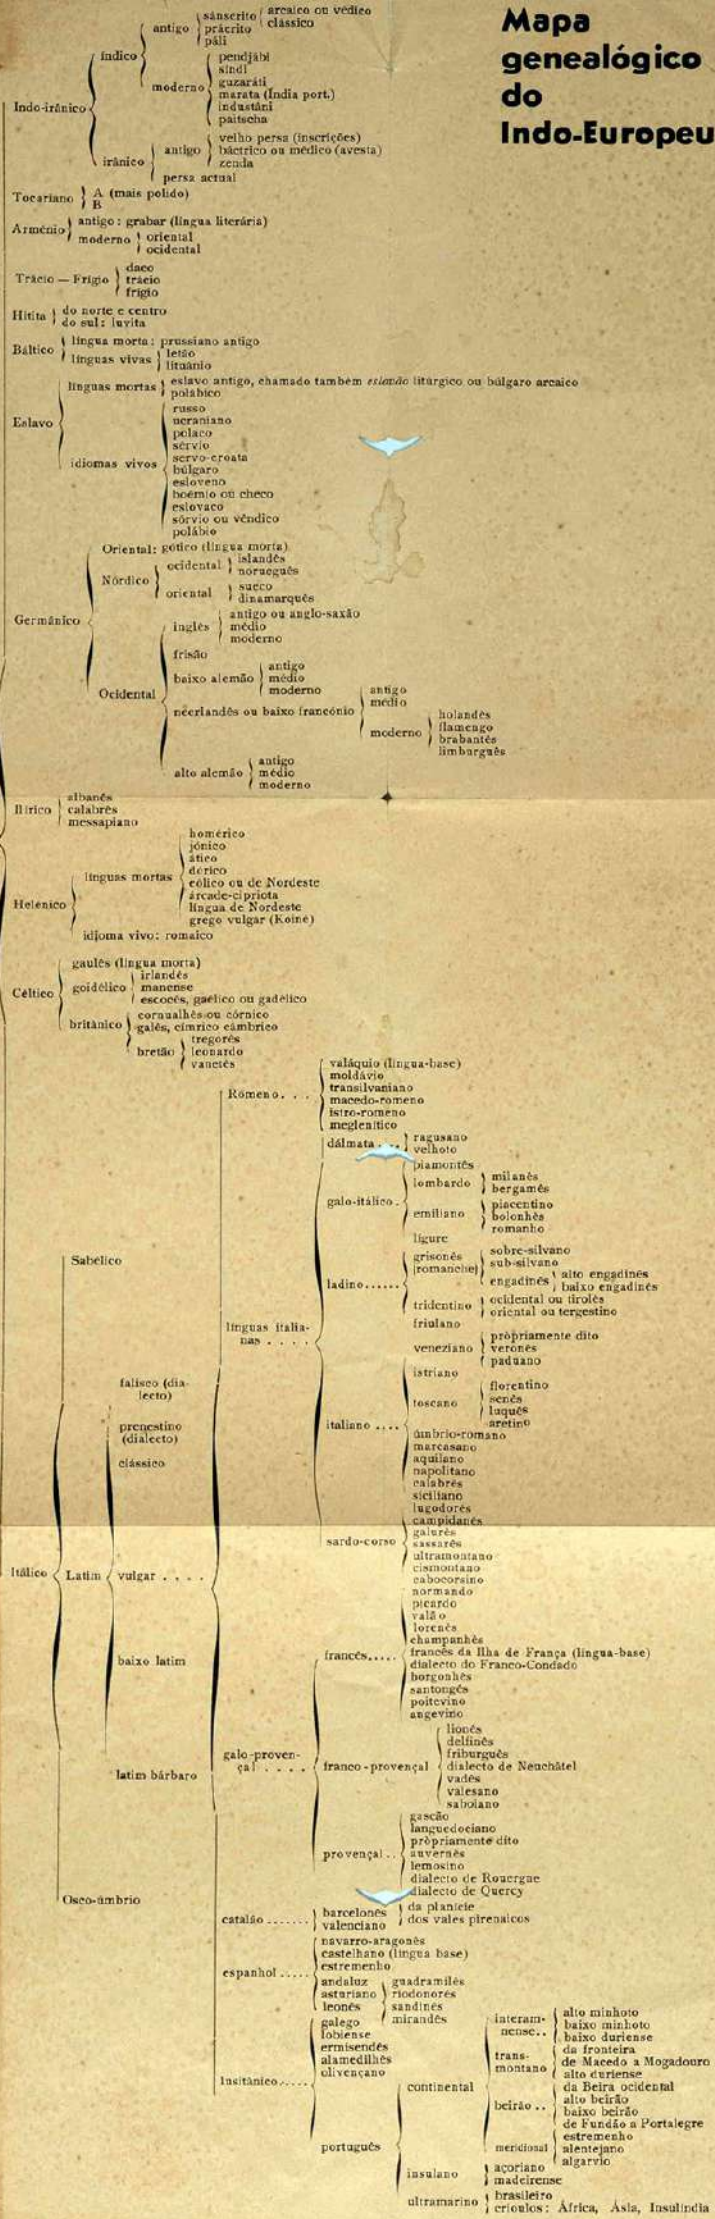 Mapa
genealógico
do
Indo-Europeu
Indo-irânico
índico
antigo
sânscrito
arcaico ou védico
clássico
prácrito
páli
moderno
pendjâbi
sindi
guzaráti
marata (Índia port.)
industâni
paitscha
irânico
antigo
velho persa (inscrições)
báctrico ou médico (avesta)
zenda
persa actual
Tocariano
A (mais polido)
B
Arménio
antigo: grabar (língua literária)
moderno
oriental
ocidental
Trácio — Frígio
daco
trácio
frígio
Hitita
do norte e centro
do sul: luvita
Báltico
língua morta: prussiano antigo
línguas vivas
letão
lituânio
Eslavo
línguas mortas
eslavo antigo, chamado também eslavão litúrgico ou búlgaro arcaico
polábico
idiomas vivos
russo
ucraniano
polaco
sérvio
servo-croata
búlgaro
esloveno
boémio ou checo
eslovaco
sórvio ou vêndico
polábio
Germânico
Oriental: gótico (língua morta)
Nórdico
ocidental
islandês
norueguês
oriental
sueco
dinamarquês
Ocidental
inglês
antigo ou anglo-saxão
médio
moderno
frisão
baixo alemão
antigo
médio
moderno
neerlandês ou baixo francónio
antigo
médio
moderno
holandês
flamengo
brabantês
limburguês
alto alemão
antigo
médio
moderno
Ilírico
albanês
calabrês
messapiano
Helénico
línguas mortas
homérico
jónico
ático
dórico
eólico ou de Nordeste
árcade-cipriota
língua de Nordeste
grego vulgar (Koiné)
idioma vivo: romaico
Céltico
gaulês (língua morta)
goidélico
irlandês
manense
escocês, gaélico ou gadélico
britânico
cornualhês ou córnico
galês, címrico câmbrico
bretão
tregorês
leonardo
vanetês
Itálico
Sabélico
Latim
falisco (dia-
lecto)
prenestino
(dialecto)
clássico
vulgar . . . .
baixo latim
latim bárbaro
Osco-úmbrio
Romeno. . .
valáquio (língua-base)
moldávio
transilvaniano
macedo-romeno
istro-romeno
meglenítico
línguas italia-
nas . . . .
dálmata ....
ragusano
velhoto
galo-itálico .
piamontês
lombardo
milanês
bergamês
emiliano
piacentino
bolonhês
romanho
lígure
ladino......
grisonês
(romanche)
sobre-silvano
sub-silvano
engadinês
alto engadinês
baixo engadinês
tridentino
ocidental ou tirolês
oriental ou tergestino
friulano
italiano ....
veneziano
pròpriamente dito
veronês
paduano
istriano
toscano
florentino
senês
luquês
aretino
úmbrio-romano
marcasano
aquilano
napolitano
calabrês
siciliano
sardo-corso
lugodorês
campidanês
galurês
sassarês
ultramontano
cismontano
cabocorsino
galo-proven-
çal . . . .
francês.....
normando
picardo
valão
lorenês
champanhês
francês da Ilha de França (língua-base)
dialecto do Franco-Condado
borgonhês
santongês
poitevino
angevino
franco-provençal
lionês
delfinês
friburguês
dialecto de Neuchâtel
vadês
valesano
saboiano
provençal ..
gascão
languedociano
pròpriamente dito
auvernês
lemosino
dialecto de Rouergue
dialecto de Quercy
catalão .......
barcelonês
da planície
dos vales pirenaicos
valenciano
espanhol .....
navarro-aragonês
castelhano (língua base)
estremenho
andaluz
asturiano
leonês
guadramilês
riodonorês
sandinês
mirandês
lusitânico.....
galego
lobiense
ermisendês
alamedilhês
olivençano
português
continental
interam-
nense..
alto minhoto
baixo minhoto
baixo duriense
trans-
montano
da fronteira
de Macedo a Mogadouro
alto duriense
beirão ..
da Beira ocidental
alto beirão
baixo beirão
de Fundão a Portalegre
meridional
estremenho
alentejano
algarvio
insulano
açoriano
madeirense
ultramarino
brasileiro
crioulos: África, Ásia, Insulíndia